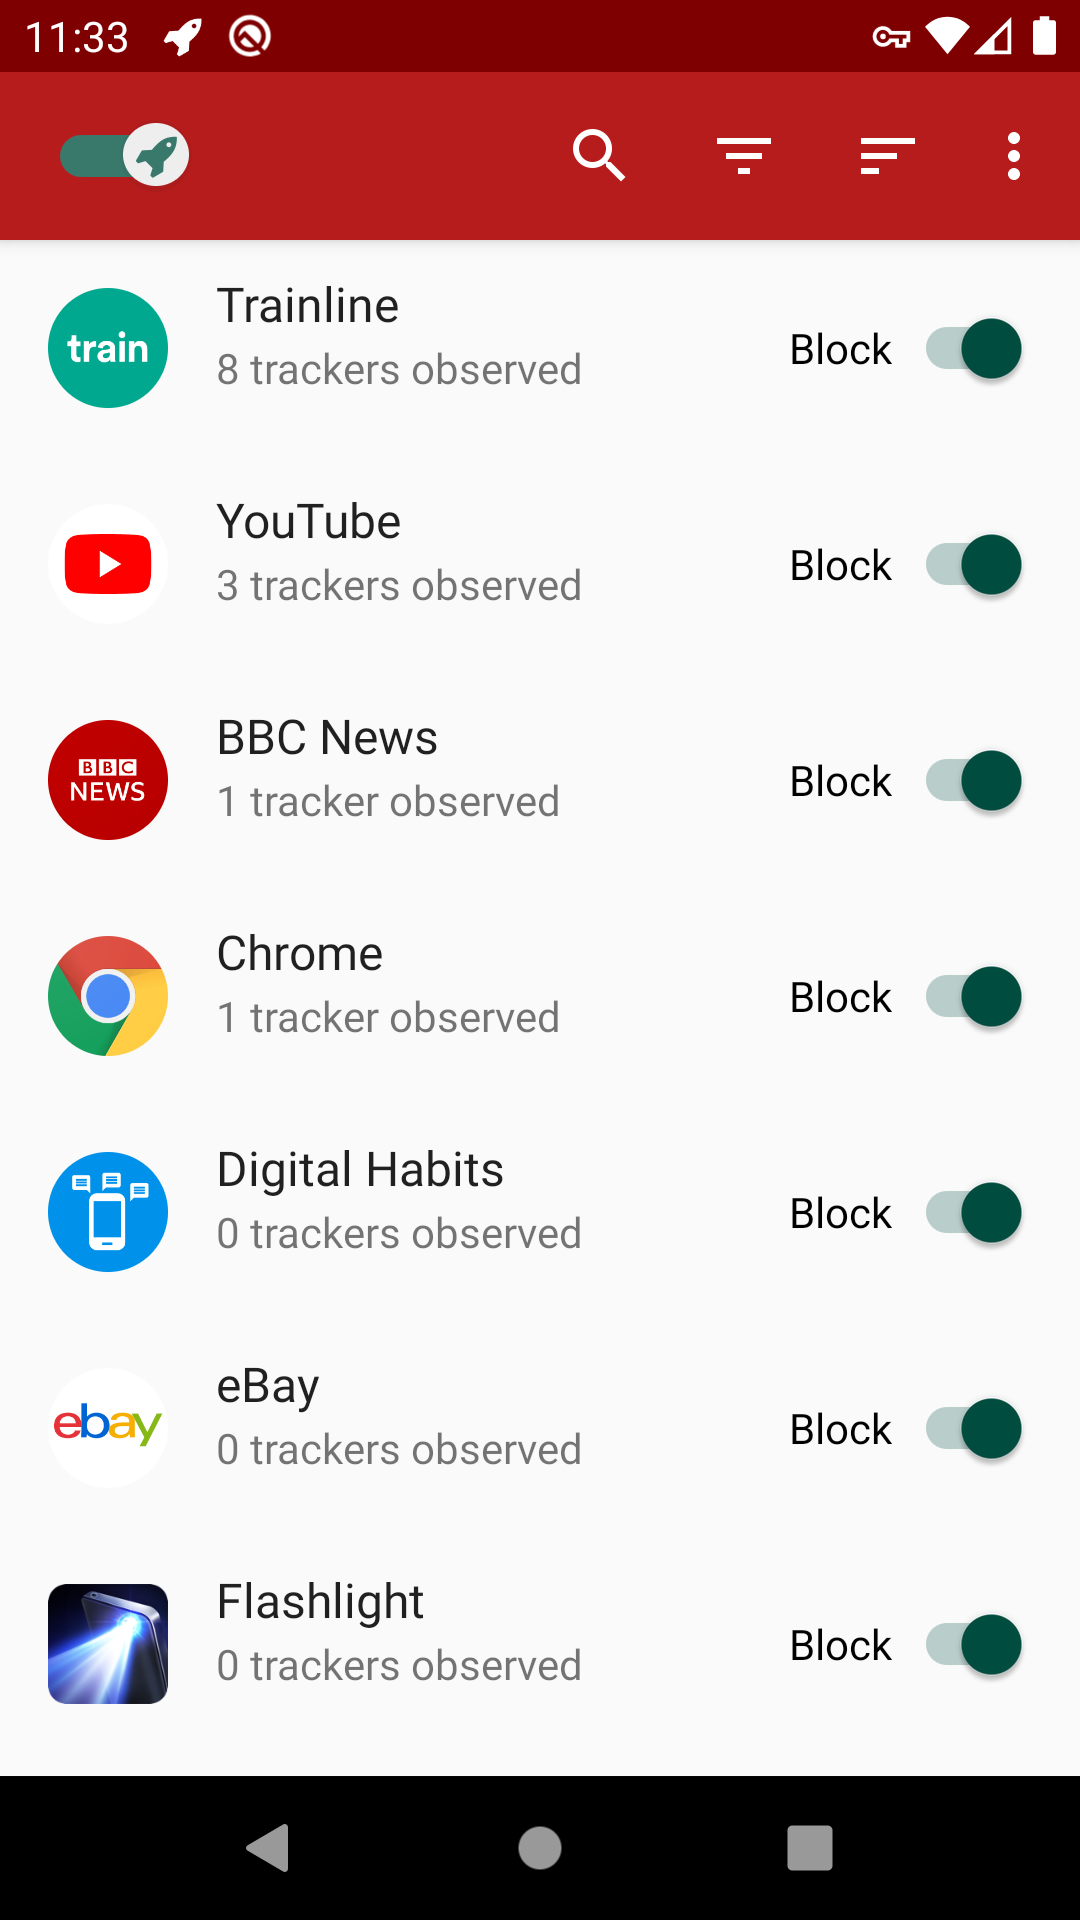 11:33
train
Trainline
8 trackers observed
Block
YouTube
3 trackers observed
Block
BBC
NEWS
BBC News
1 tracker observed
Block
Chrome
1 tracker observed
Block
Digital Habits
0 trackers observed
Block
ebay
eBay
0 trackers observed
Block
Flashlight
0 trackers observed
Block